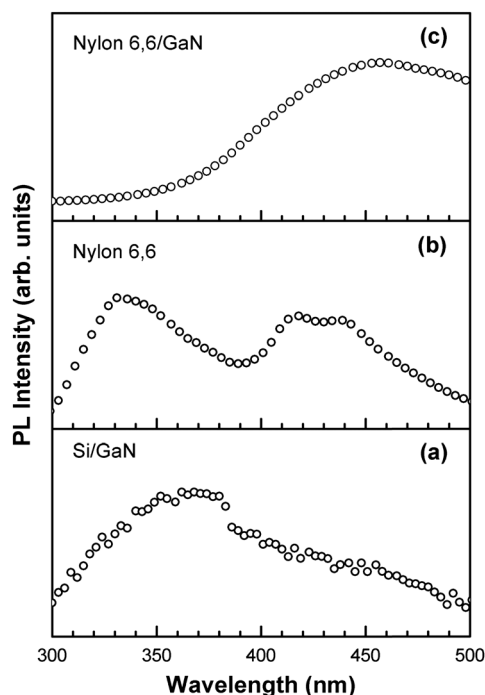 Nylon 6,6/GaN
(c)
Nylon 6,6
(b)
Si/GaN
(a)
PL Intensity (arb. units)
300 350 400 450 500
Wavelength (nm)